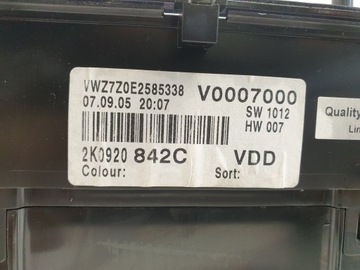 VWZ7Z0E2585338 V0007000
07.09.05 20:07 SW 1012
HW 007
2K0920 842C VDD
Colour: Sort:
Quality